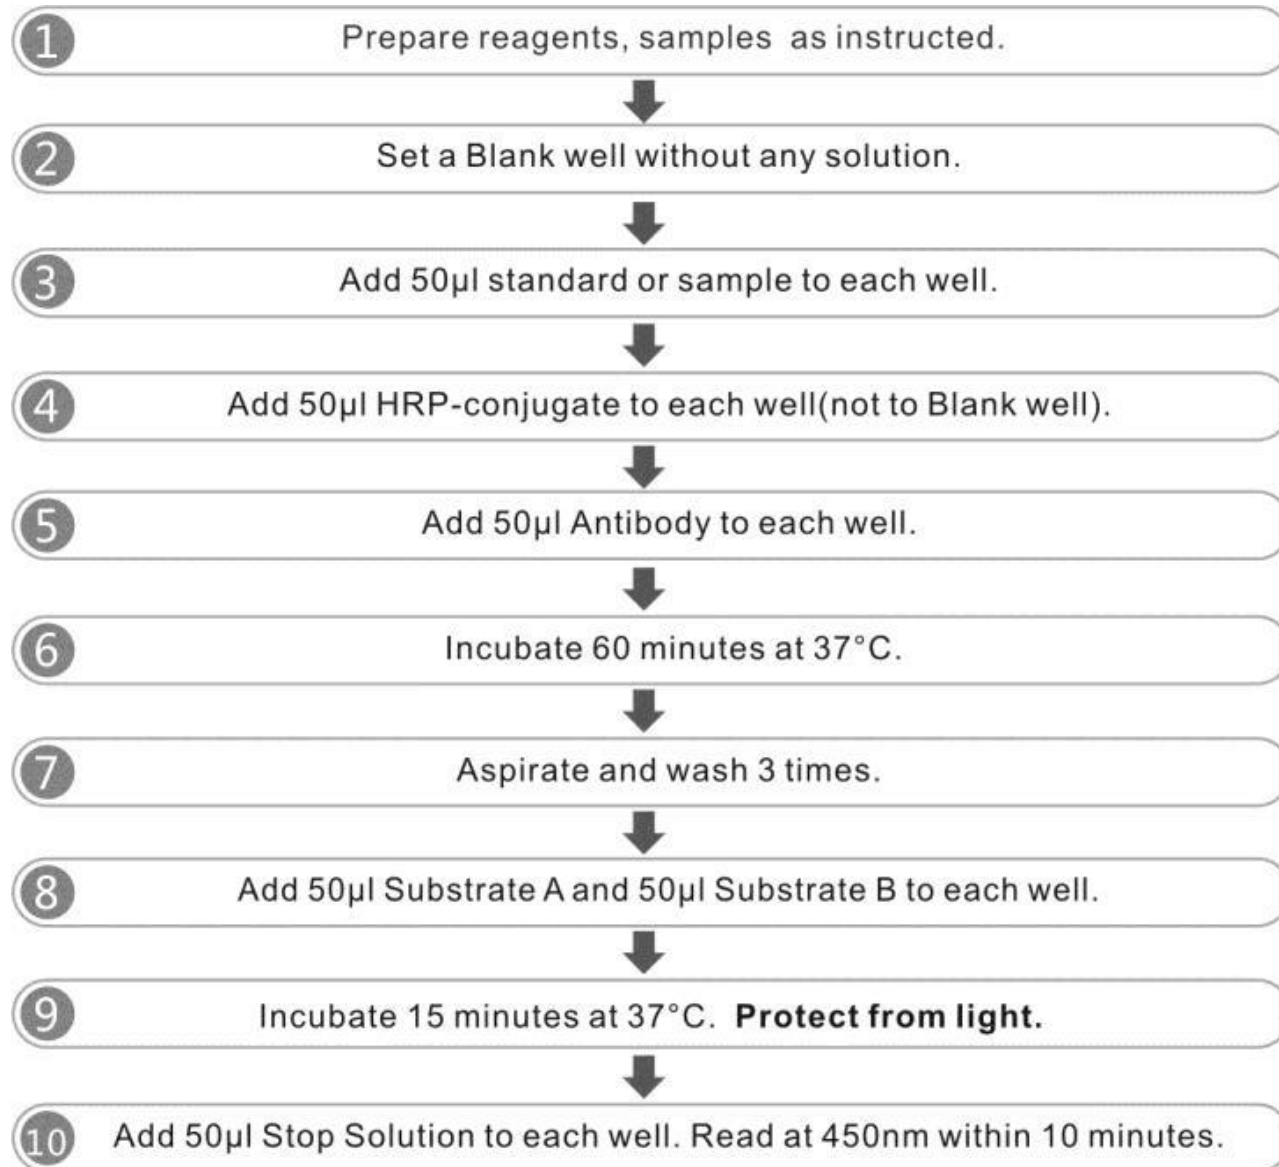 1 Prepare reagents, samples as instructed.
2 Set a Blank well without any solution.
3 Add 50µl standard or sample to each well.
4 Add 50µl HRP-conjugate to each well(not to Blank well).
5 Add 50µl Antibody to each well.
6 Incubate 60 minutes at 37°C.
7 Aspirate and wash 3 times.
8 Add 50µl Substrate A and 50µl Substrate B to each well.
9 Incubate 15 minutes at 37°C. Protect from light.
10 Add 50µl Stop Solution to each well. Read at 450nm within 10 minutes.